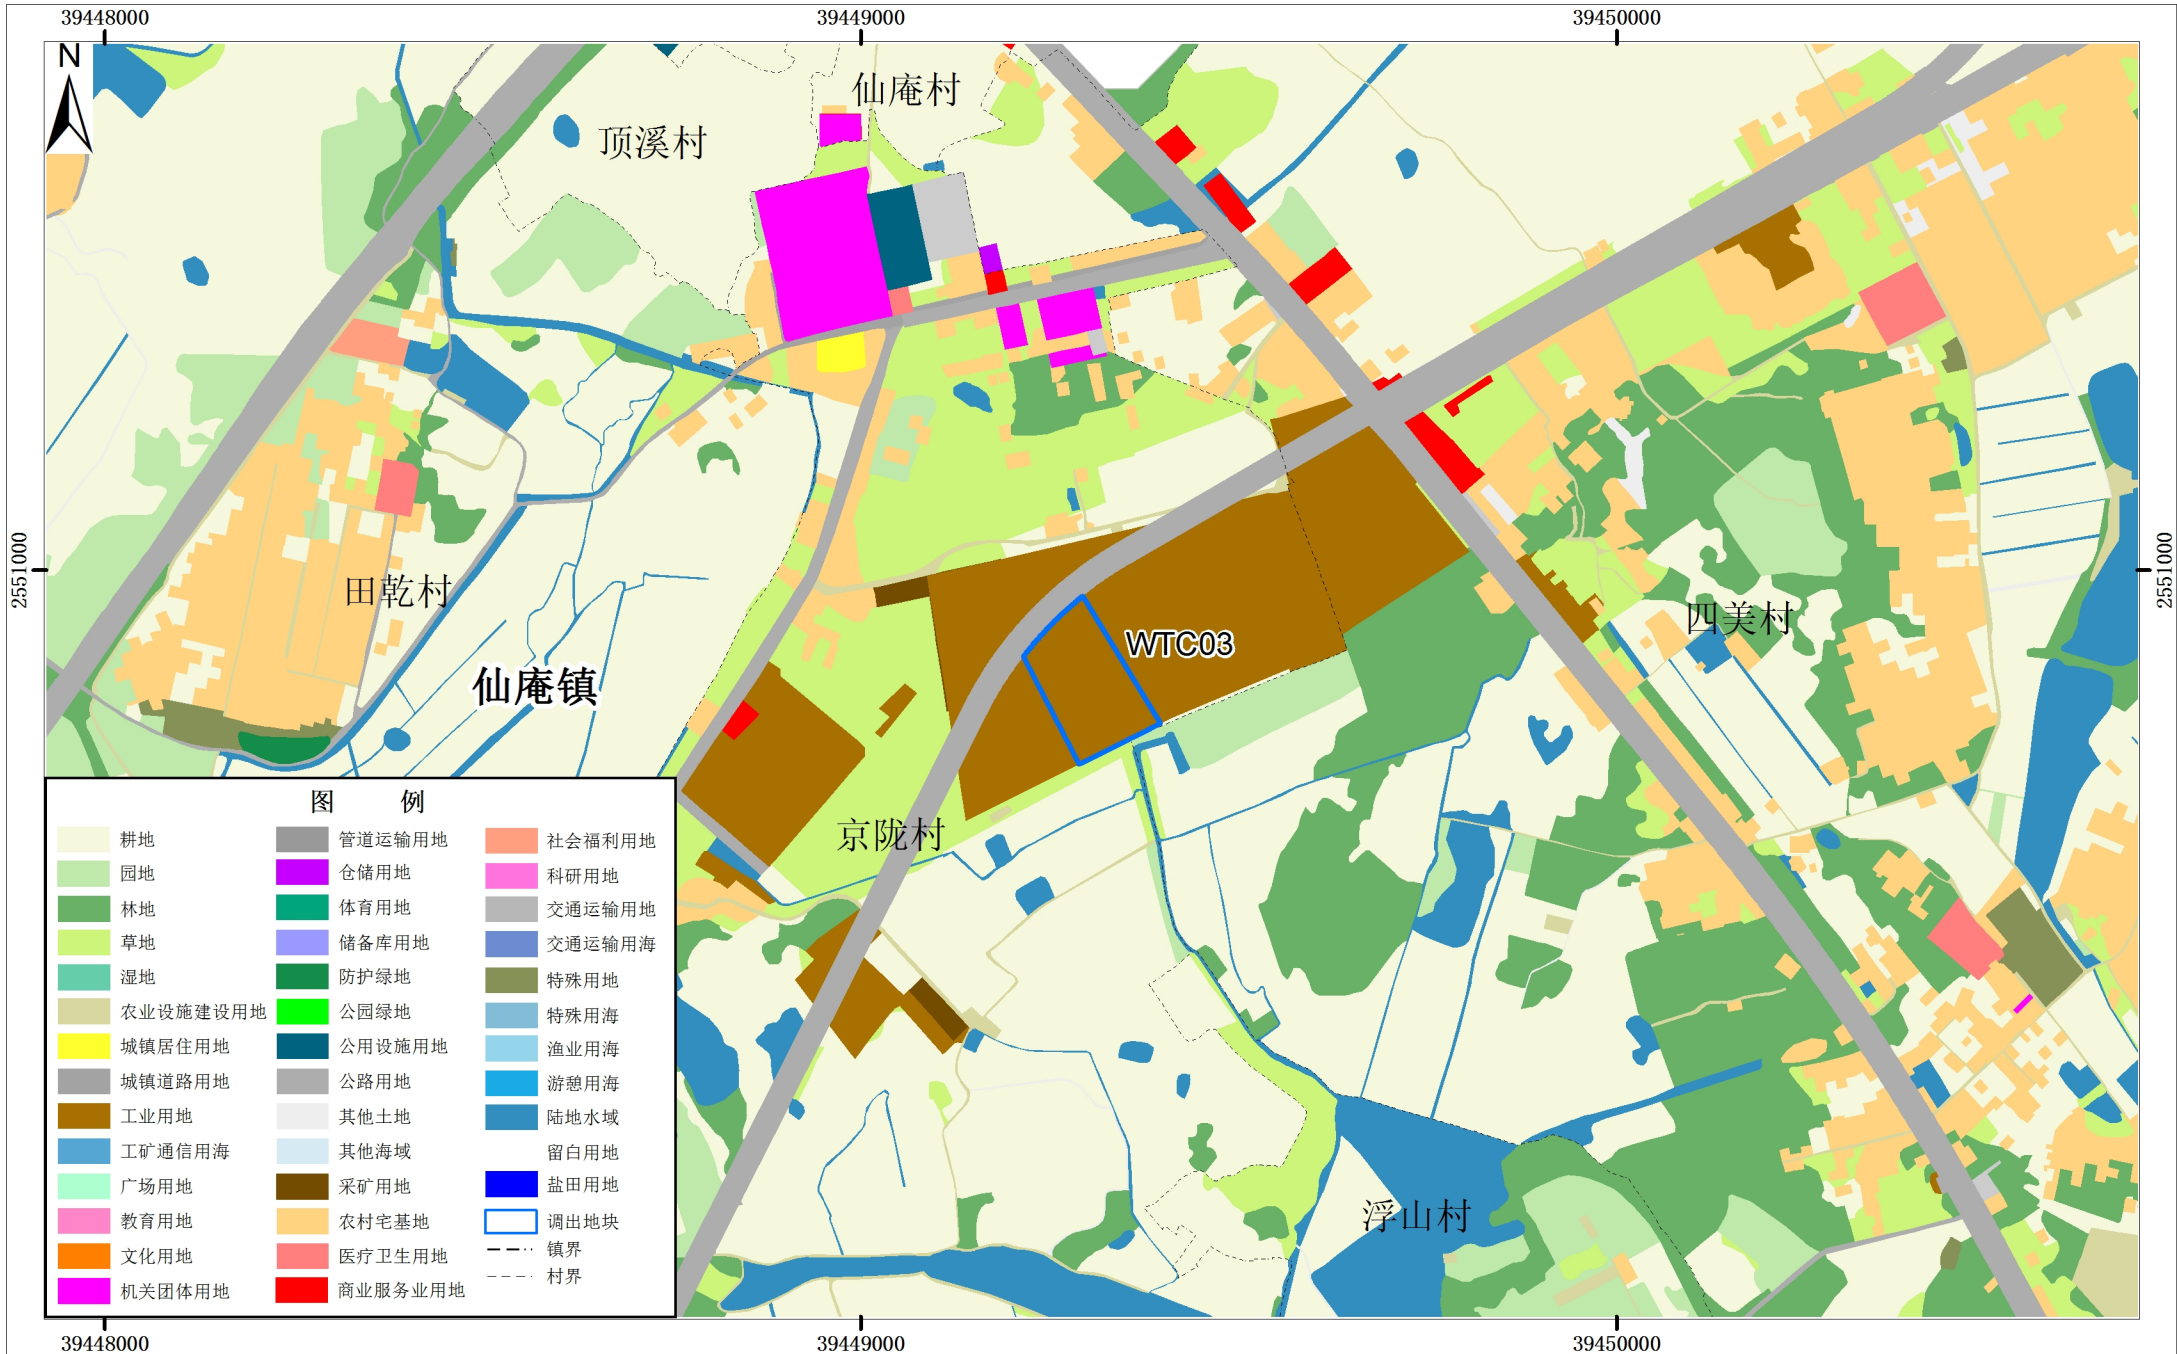 39448000
39449000
39450000
N
仙庵村
顶溪村
2551000
2551000
田乾村
四美村
WTC03
仙庵镇
京陇村
浮山村
图 例
耕地
园地
林地
草地
湿地
农业设施建设用地
城镇居住用地
城镇道路用地
工业用地
工矿通信用海
广场用地
教育用地
文化用地
机关团体用地
管道运输用地
仓储用地
体育用地
储备库用地
防护绿地
公园绿地
公用设施用地
公路用地
其他土地
其他海域
采矿用地
农村宅基地
医疗卫生用地
商业服务业用地
社会福利用地
科研用地
交通运输用地
交通运输用海
特殊用地
特殊用海
渔业用海
游憩用海
陆地水域
留白用地
盐田用地
调出地块
镇界
村界
39448000
39449000
39450000